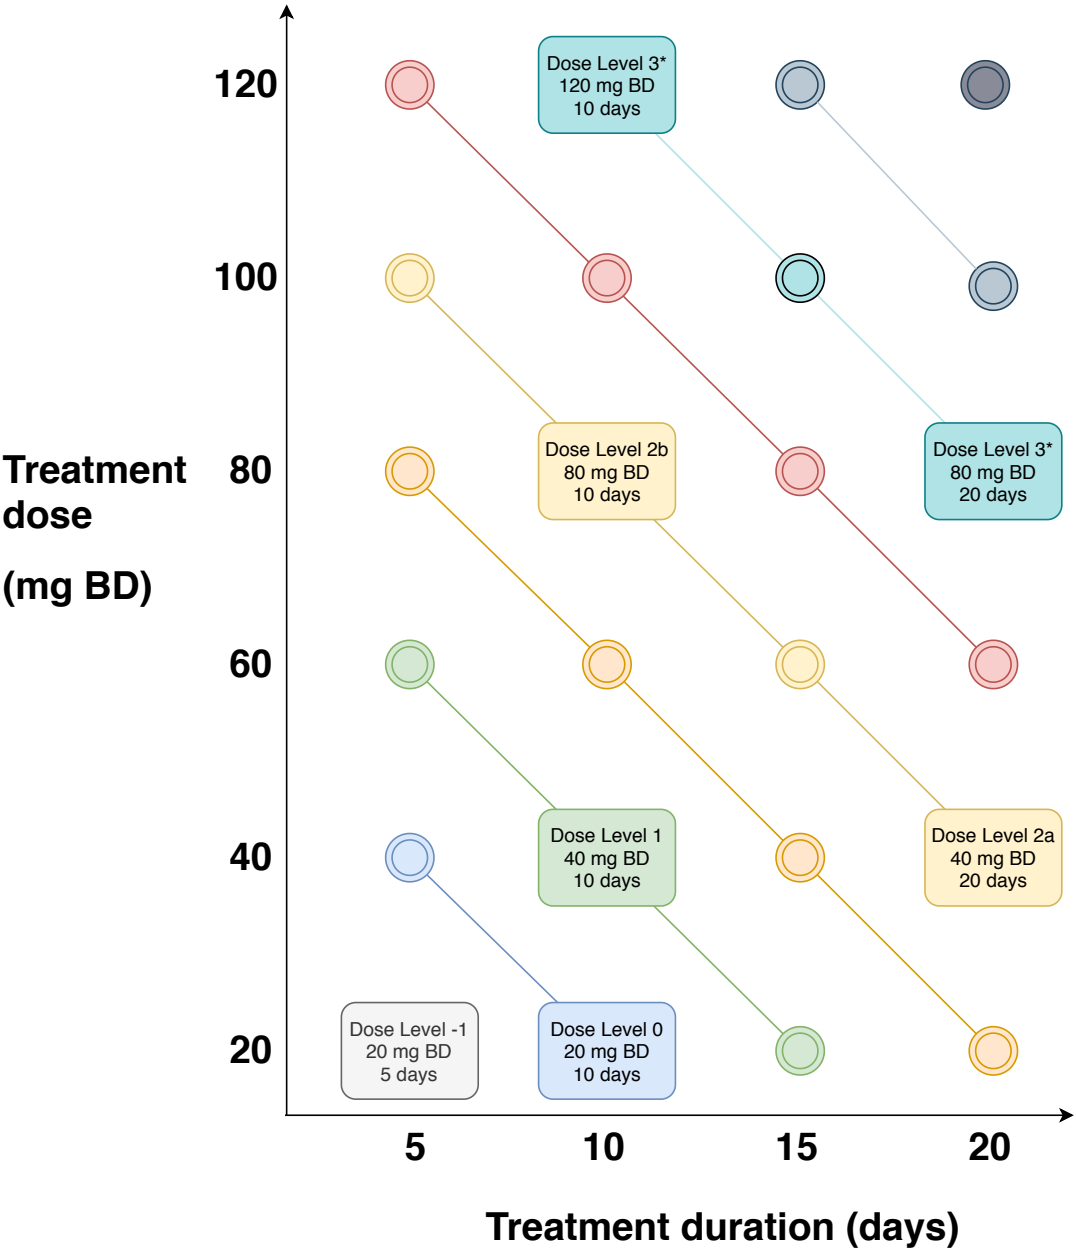 120
Dose Level 3*
120 mg BD
10 days
100
Treatment
dose
(mg BD)
80
Dose Level 2b
80 mg BD
10 days
Dose Level 3*
80 mg BD
20 days
60
40
Dose Level 1
40 mg BD
10 days
Dose Level 2a
40 mg BD
20 days
20
Dose Level -1
20 mg BD
5 days
Dose Level 0
20 mg BD
10 days
5
10
15
20
Treatment duration (days)